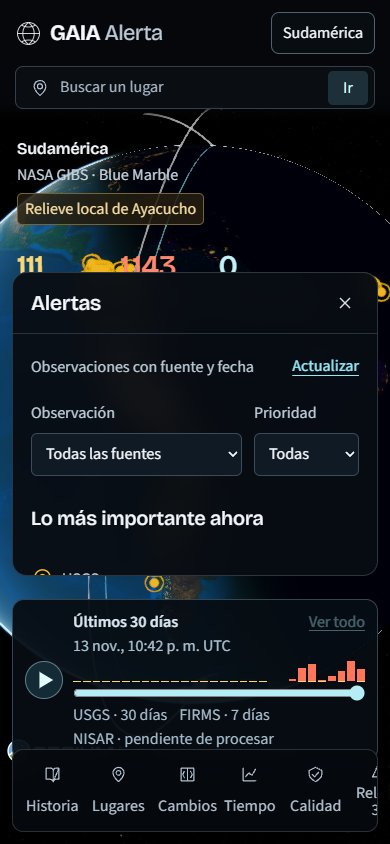 GAIA Alerta
Sudamérica
Buscar un lugar
Ir
Sudamérica
NASA GIBS · Blue Marble
Relieve local de Ayacucho
111
1143
0
Alertas
Observaciones con fuente y fecha
Actualizar
Observación
Prioridad
Todas las fuentes
Todas
Lo más importante ahora
USGS
Últimos 30 días
Ver todo
13 nov., 10:42 p. m. UTC
USGS · 30 días FIRMS · 7 días
NISAR · pendiente de procesar
Historia
Lugares
Cambios
Tiempo
Calidad